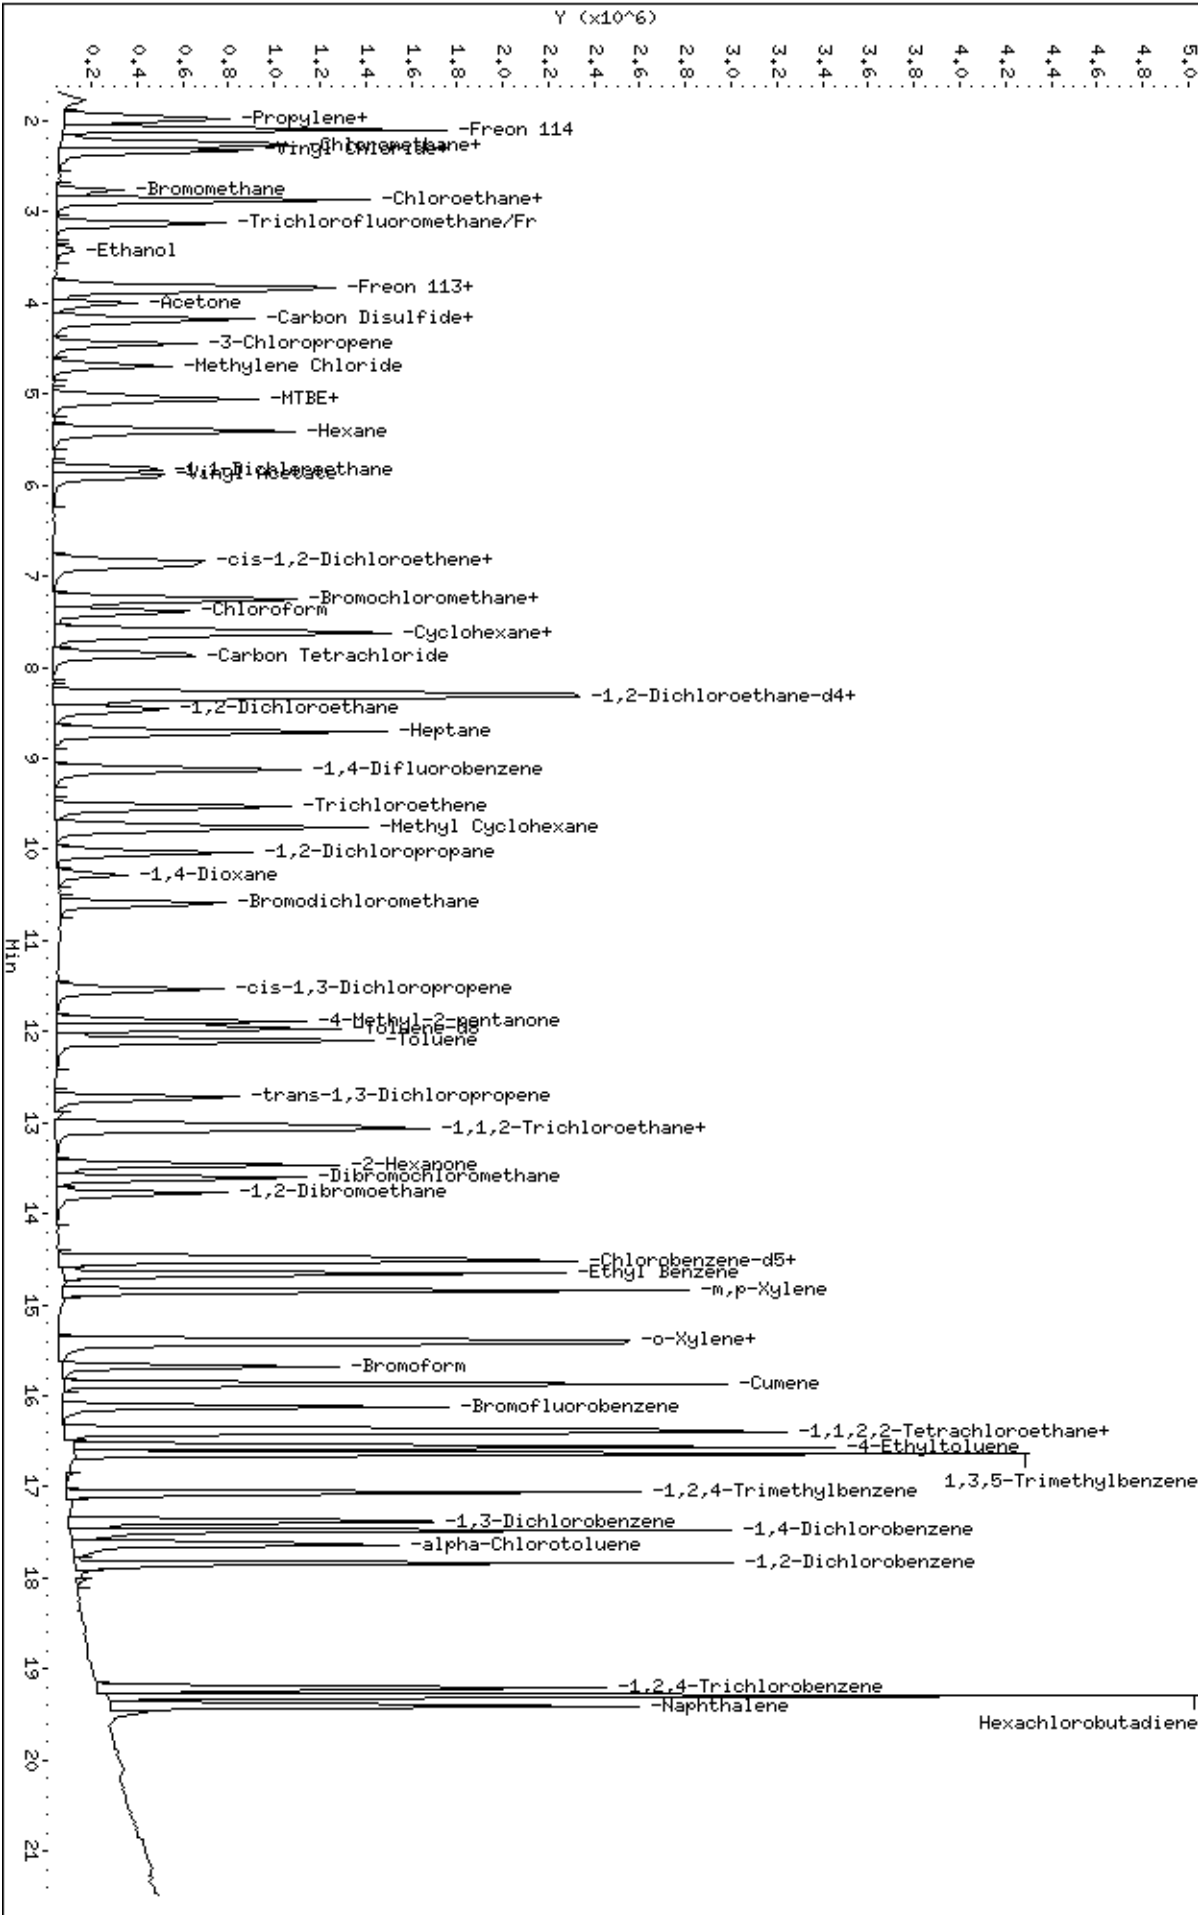 Y (x10^6)
0.2
0.4
0.6
0.8
1.0
1.2
1.4
1.6
1.8
2.0
2.2
2.4
2.6
2.8
3.0
3.2
3.4
3.6
3.8
4.0
4.2
4.4
4.6
4.8
5.0
2
-Propylene+
-Freon 114
-Chloromethane+
-Vinyl Chloride+
-Bromomethane
-Chloroethane+
3
-Trichlorofluoromethane/Fr
-Ethanol
-Freon 113+
4
-Acetone
-Carbon Disulfide+
-3-Chloropropene
-Methylene Chloride
5
-MTBE+
-Hexane
-1,1-Dichloroethane
-Vinyl Acetate
6
-cis-1,2-Dichloroethene+
7
-Bromochloromethane+
-Chloroform
-Cyclohexane+
-Carbon Tetrachloride
8
-1,2-Dichloroethane-d4+
-1,2-Dichloroethane
-Heptane
9
-1,4-Difluorobenzene
-Trichloroethene
-Methyl Cyclohexane
10
-1,2-Dichloropropane
-1,4-Dioxane
-Bromodichloromethane
11
Min
-cis-1,3-Dichloropropene
-4-Methyl-2-pentanone
-Toluene-d8
12
-Toluene
-trans-1,3-Dichloropropene
13
-1,1,2-Trichloroethane+
-2-Hexanone
-Dibromochloromethane
-1,2-Dibromoethane
14
-Chlorobenzene-d5+
-Ethyl Benzene
-m,p-Xylene
15
-o-Xylene+
-Bromoform
-Cumene
16
-Bromofluorobenzene
-1,1,2,2-Tetrachloroethane+
-4-Ethyltoluene
1,3,5-Trimethylbenzene
17
-1,2,4-Trimethylbenzene
-1,3-Dichlorobenzene
-1,4-Dichlorobenzene
-alpha-Chlorotoluene
-1,2-Dichlorobenzene
18
19
-1,2,4-Trichlorobenzene
-Naphthalene
Hexachlorobutadiene
20
21